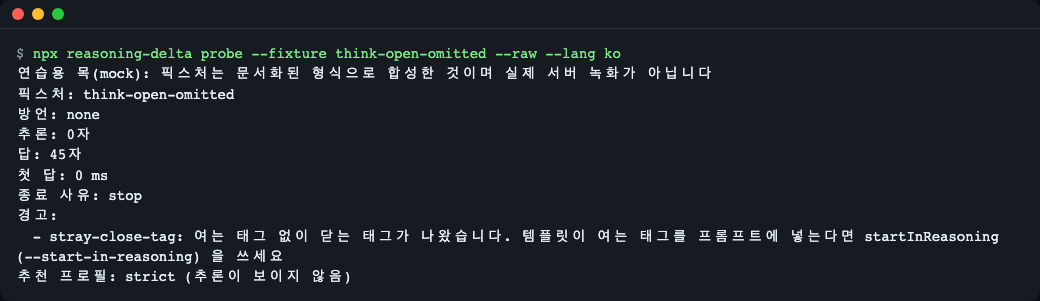 $ npx reasoning-delta probe --fixture think-open-omitted --raw --lang ko
연습용 목(mock): 픽스처는 문서화된 형식으로 합성한 것이며 실제 서버 녹화가 아닙니다
픽스처: think-open-omitted
방언: none
추론: 0자
답: 45자
첫 답: 0 ms
종료 사유: stop
경고:
  - stray-close-tag: 여는 태그 없이 닫는 태그가 나왔습니다. 템플릿이 여는 태그를 프롬프트에 넣는다면 startInReasoning
(--start-in-reasoning) 을 쓰세요
추천 프로필: strict (추론이 보이지 않음)